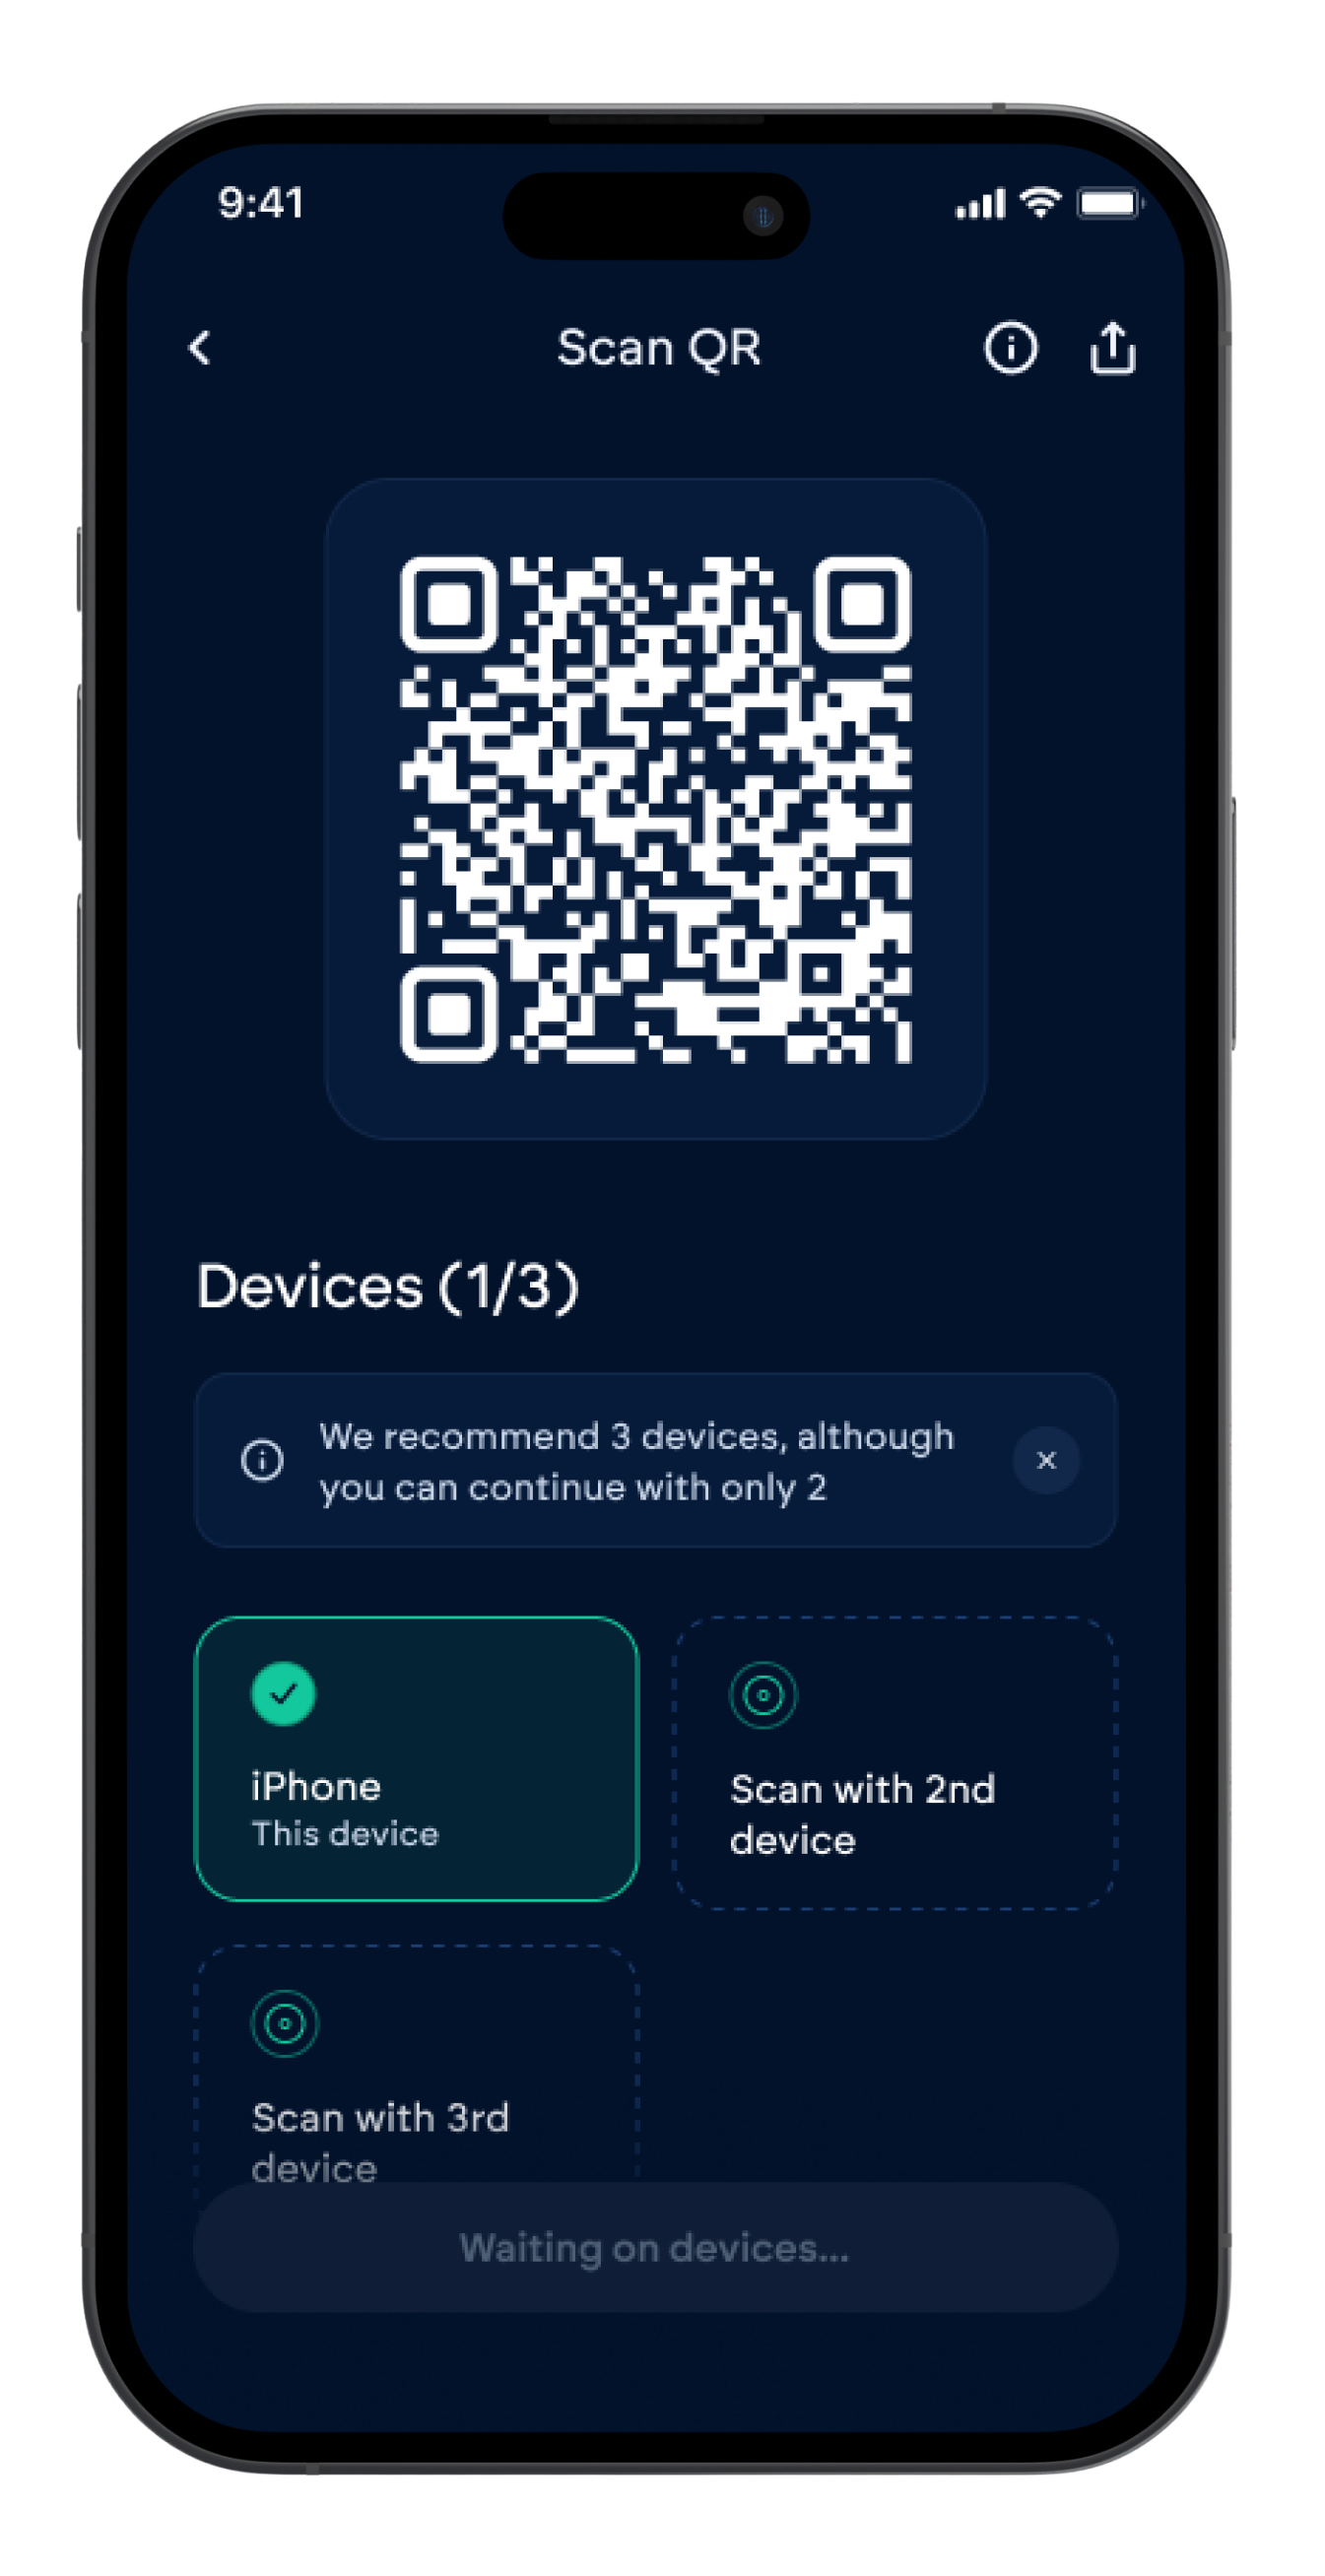 9:41
Scan QR
Devices (1/3)
We recommend 3 devices, although
you can continue with only 2
iPhone
This device
Scan with 2nd
device
Scan with 3rd
device
Waiting on devices...